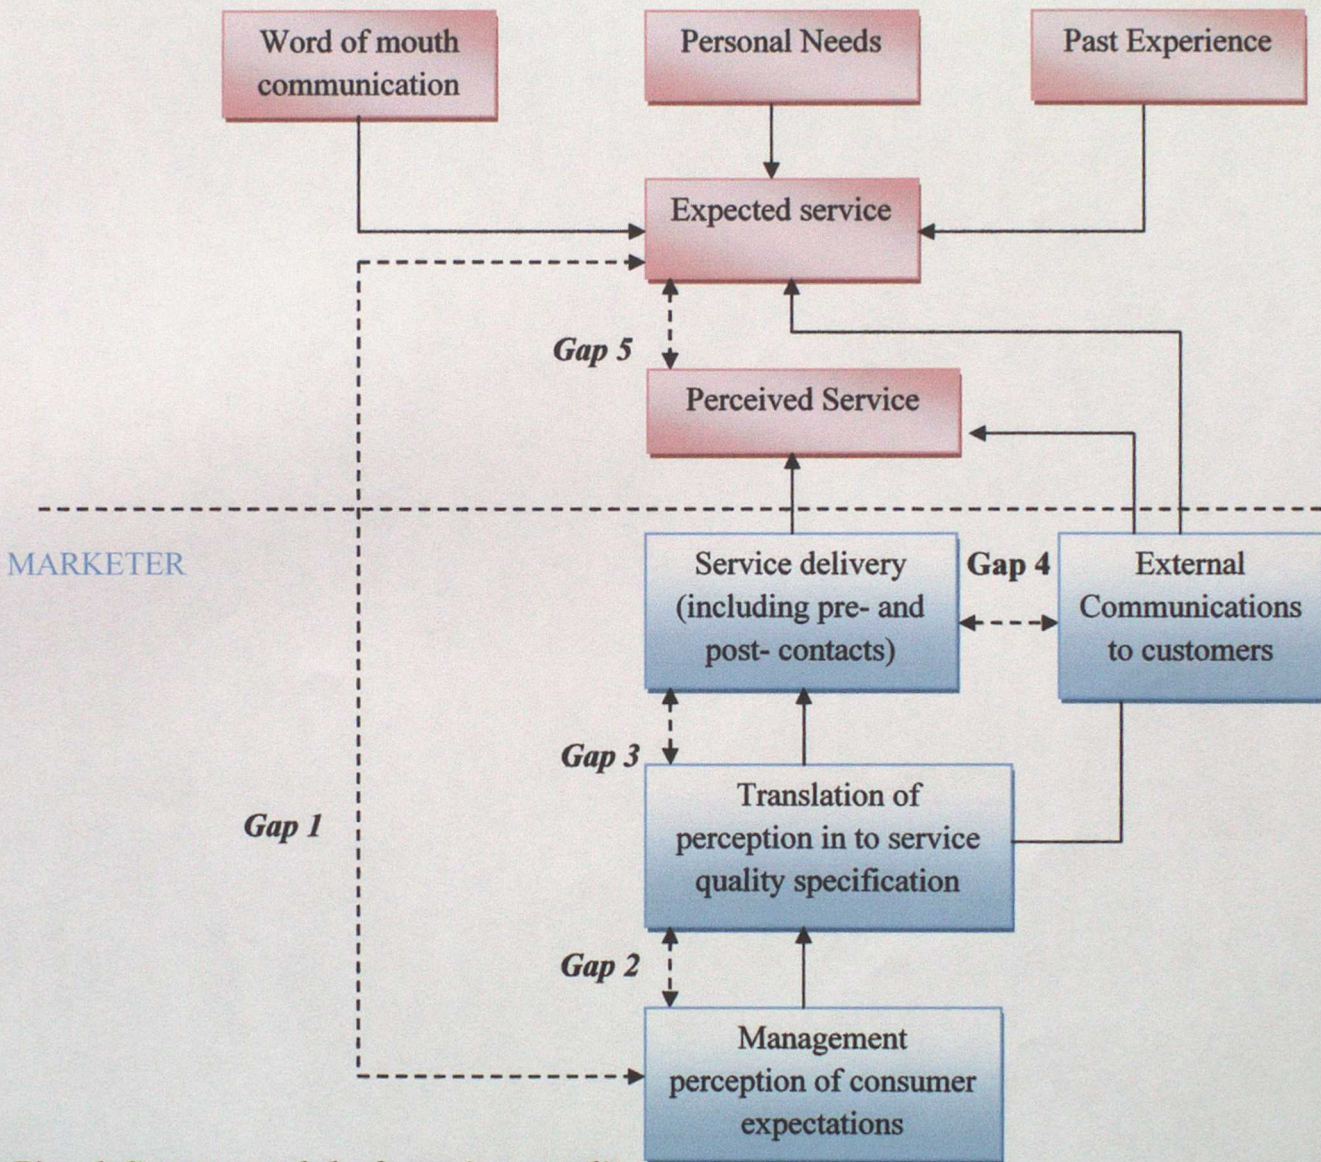 Word of mouth
communication
Personal Needs
Past Experience
Expected service
Gap 5
Perceived Service
MARKETER
Service delivery
(including pre- and
post- contacts)
Gap 4
External
Communications
to customers
Gap 3
Translation of
perception in to service
quality specification
Gap 1
Gap 2
Management
perception of consumer
expectations